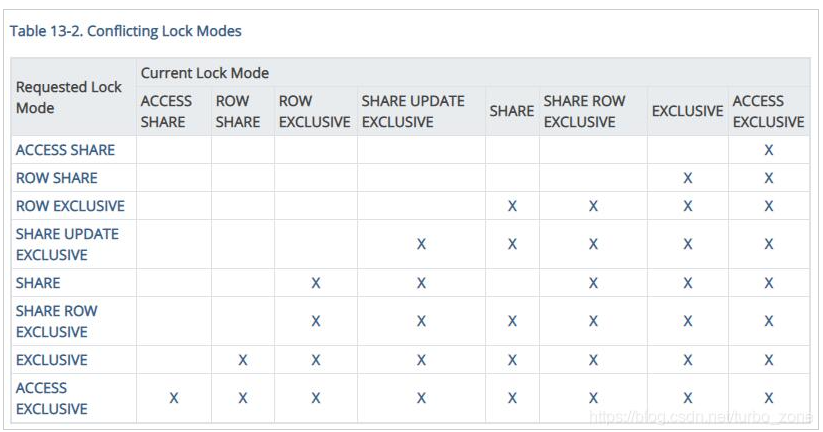 Table 13-2. Conflicting Lock Modes
Requested Lock Mode Current Lock Mode
ACCESS SHARE ROW SHARE ROW EXCLUSIVE SHARE UPDATE EXCLUSIVE SHARE SHARE ROW EXCLUSIVE EXCLUSIVE ACCESS EXCLUSIVE
ACCESS SHARE X
ROW SHARE X X
ROW EXCLUSIVE X X X X
SHARE UPDATE EXCLUSIVE X X X X X
SHARE X X X X X
SHARE ROW EXCLUSIVE X X X X X X
EXCLUSIVE X X X X X X X
ACCESS EXCLUSIVE X X X X X X X X
https://blog.csdn.net/turbo_zone